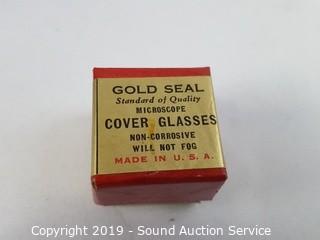 GOLD SEAL
Standard of Quality
MICROSCOPE
COVER GLASSES
NON-CORROSIVE
WILL NOT FOG
MADE IN U. S. A.
Copyright 2019 - Sound Auction Service